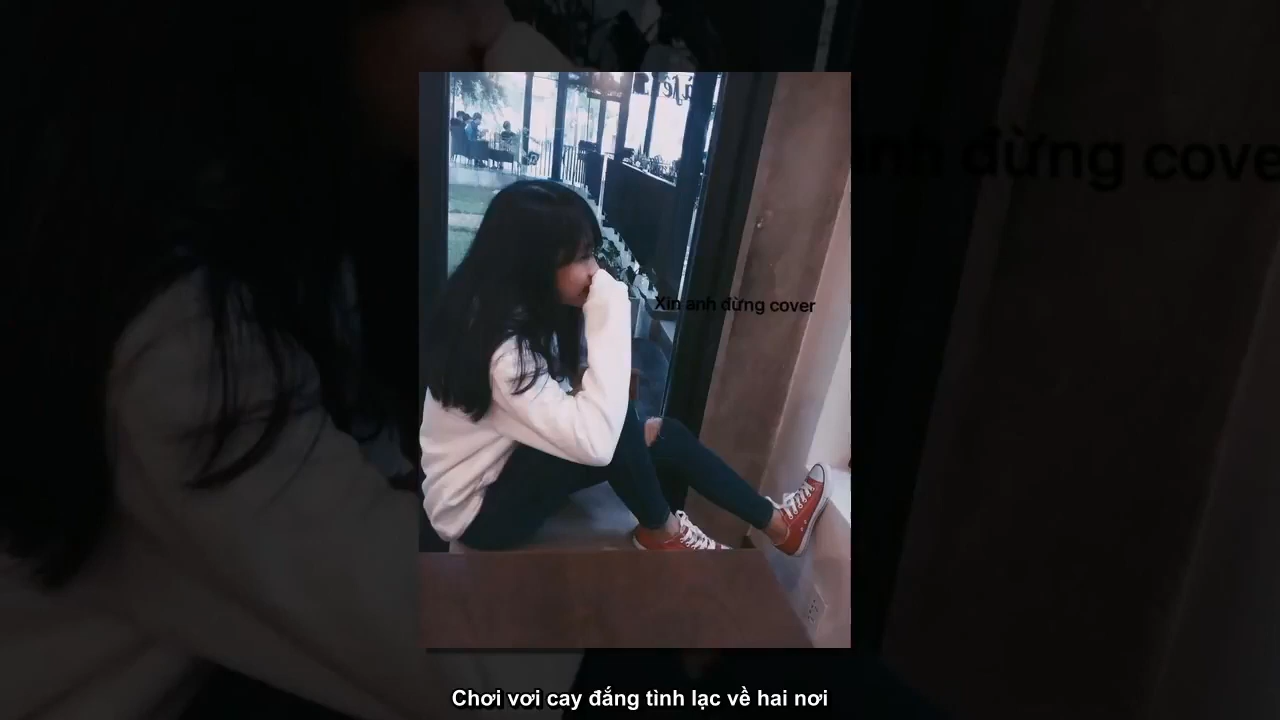 Xin anh đừng cover
Chơi vơi cay đắng tình lạc về hai nơi